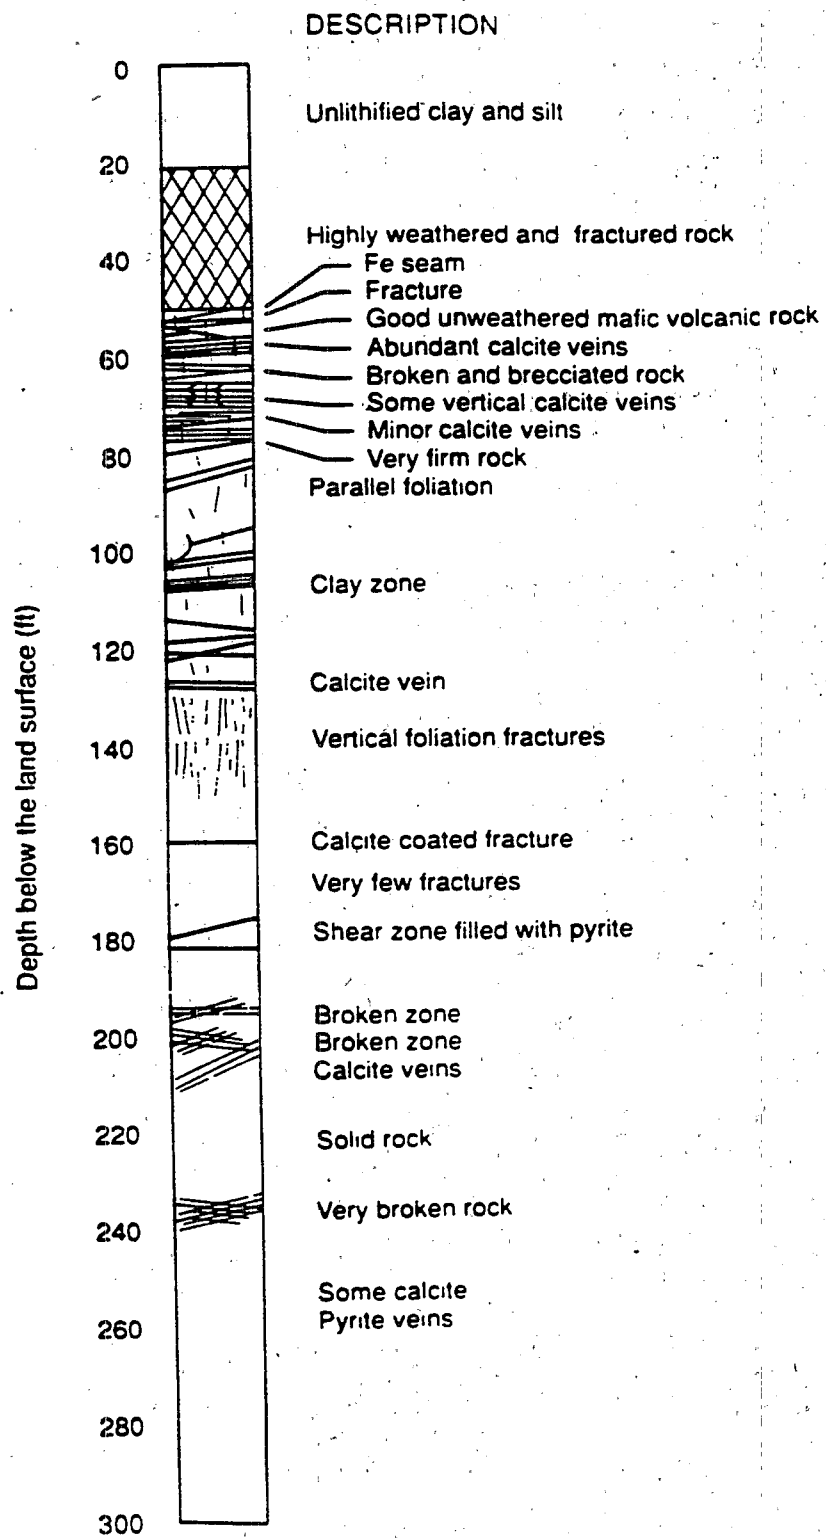 DESCRIPTION
0
Unlithified clay and silt
20
Highly weathered and fractured rock
40
Fe seam
Fracture
Good unweathered mafic volcanic rock
60
Abundant calcite veins
Broken and brecciated rock
Some vertical calcite veins
Minor calcite veins
80
Very firm rock
Parallel foliation
100
Clay zone
Depth below the land surface (ft)
120
Calcite vein
140
Vertical foliation fractures
160
Calcite coated fracture
Very few fractures
180
Shear zone filled with pyrite
Broken zone
200
Broken zone
Calcite veins
220
Solid rock
Very broken rock
240
Some calcite
260
Pyrite veins
280
300